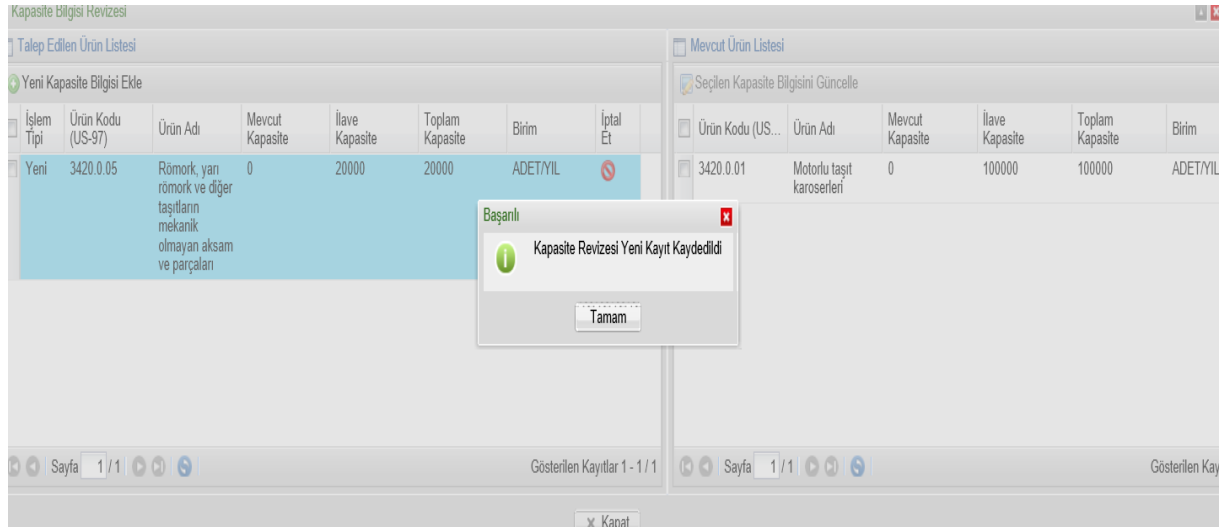 Kapasite Bilgisi Revizesi
Talep Edilen Ürün Listesi
Yeni Kapasite Bilgisi Ekle
İşlem Tipi
Ürün Kodu (US-97)
Ürün Adı
Mevcut Kapasite
İlave Kapasite
Toplam Kapasite
Birim
İptal Et
Yeni
3420.0.05
Römork, yarı
römork ve diğer
taşıtların
mekanik
olmayan aksam
ve parçaları
0
20000
20000
ADET/YIL
Sayfa 1 / 1
Gösterilen Kayıtlar 1 - 1 / 1
Mevcut Ürün Listesi
Seçilen Kapasite Bilgisini Güncelle
Ürün Kodu (US...
Ürün Adı
Mevcut Kapasite
İlave Kapasite
Toplam Kapasite
Birim
3420.0.01
Motorlu taşıt
karoserleri
0
100000
100000
ADET/YIL
Sayfa 1 / 1
Gösterilen Kay
Başarılı
Kapasite Revizesi Yeni Kayıt Kaydedildi
Tamam
Kapat